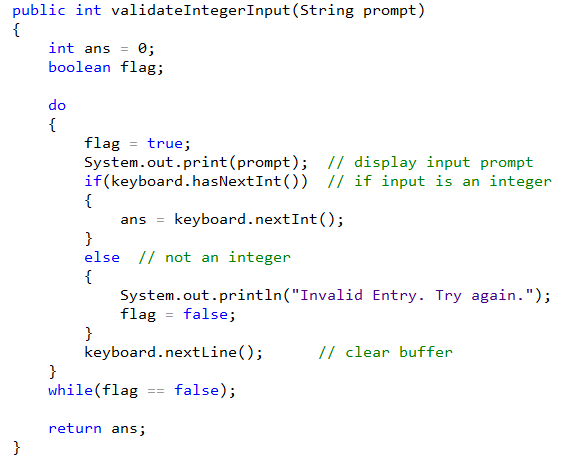 public int validateIntegerInput(String prompt)
{
    int ans = 0;
    boolean flag;

    do
    {
        flag = true;
        System.out.print(prompt);  // display input prompt
        if(keyboard.hasNextInt())  // if input is an integer
        {
            ans = keyboard.nextInt();
        }
        else  // not an integer
        {
            System.out.println("Invalid Entry. Try again.");
            flag = false;
        }
        keyboard.nextLine();      // clear buffer
    }
    while(flag == false);

    return ans;
}